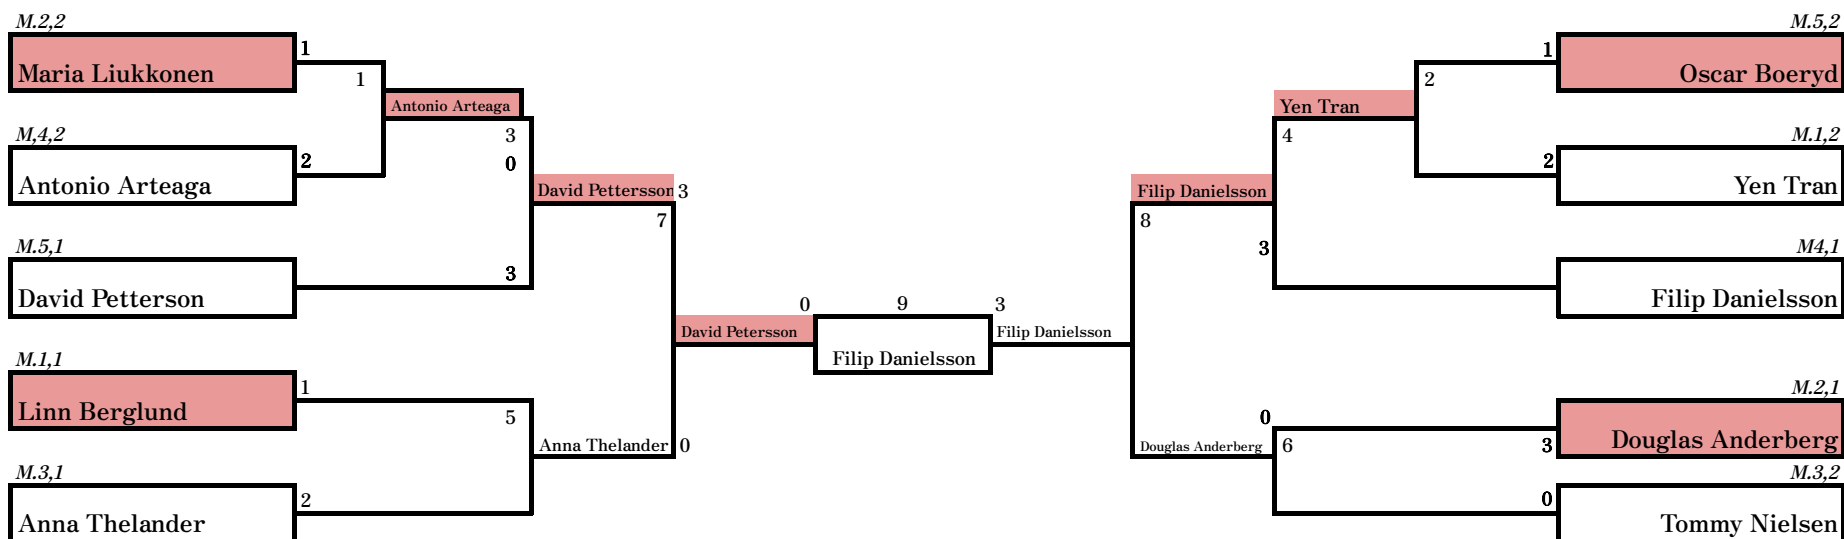 M.2,2
Maria Liukkonen
1
1
Antonio Arteaga
3
M,4,2
Antonio Arteaga
2
0
David Pettersson
3
7
M.5,1
David Petterson
3
David Petersson
0
9
Filip Danielsson
3
Filip Danielsson
M.1,1
Linn Berglund
1
5
Anna Thelander
0
M.3,1
Anna Thelander
2
M.5,2
Oscar Boeryd
1
2
Yen Tran
4
M.1,2
Yen Tran
2
Filip Danielsson
8
3
M4,1
Filip Danielsson
M.2,1
Douglas Anderberg
3
0
Douglas Anderberg
6
M.3,2
Tommy Nielsen
0